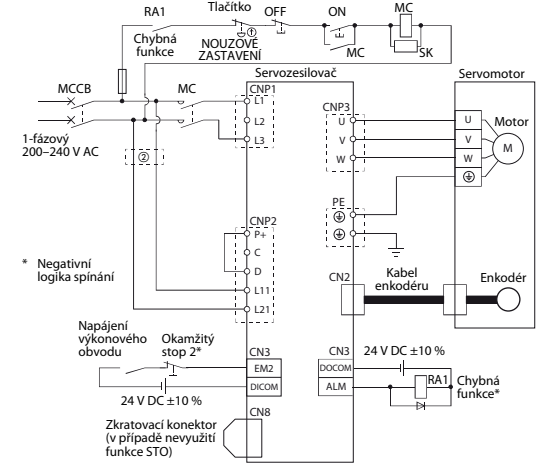 RA1
Tlačítko
OFF
ON
MC
①
Chybná
funkce
NOUZOVÉ
ZASTAVENÍ
MC
SK
MCCB
MC
Servozesilovač
Servomotor
CNP1
L1
L2
L3
CNP3
U
V
W
U
V
W
Motor
M
1-fázový
200–240 V AC
②
PE
CNP2
P+
C
D
L11
L21
* Negativní
logika spínání
CN2
Kabel
enkodéru
Enkodér
Napájení
výkonového
obvodu
Okamžitý
stop 2*
CN3
EM2
DICOM
24 V DC ±10 %
CN3
DOCOM
ALM
24 V DC ±10 %
RA1
Chybná
funkce*
CN8
Zkratovací konektor
(v případě nevyužití
funkce STO)